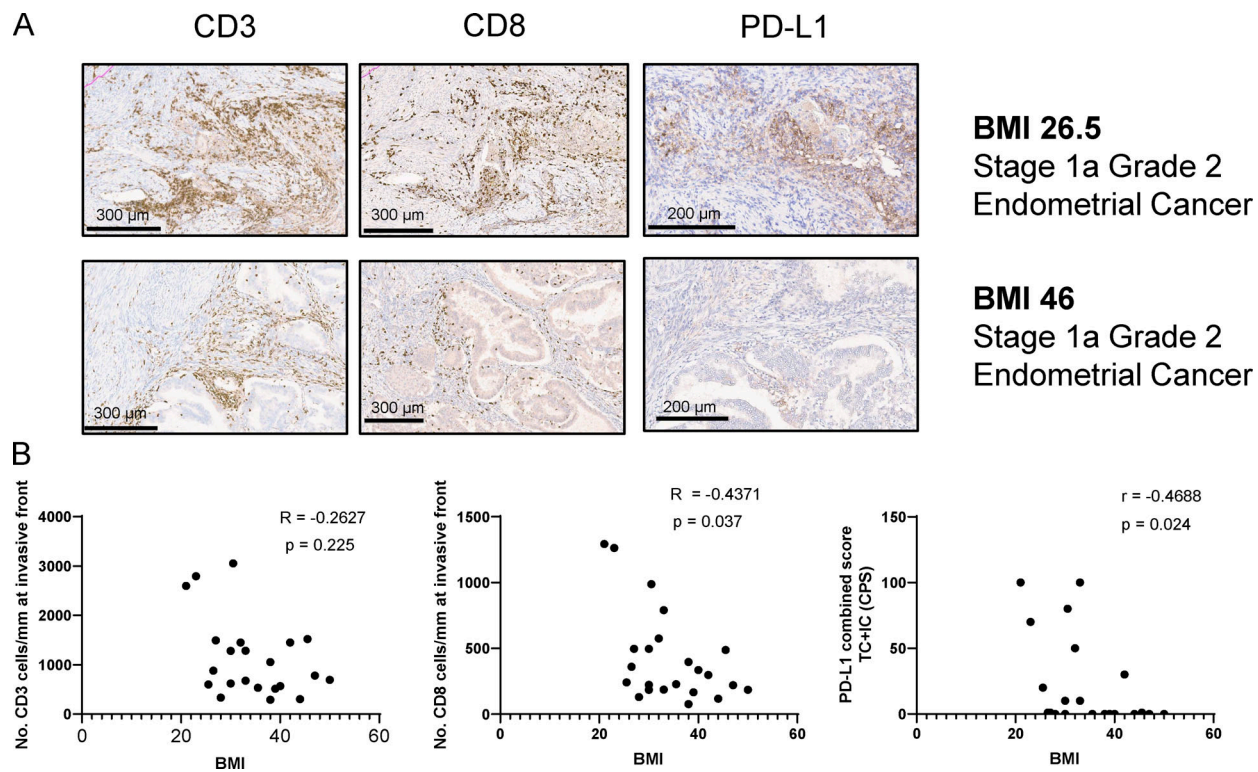 A
CD3
CD8
PD-L1
300 µm
300 µm
200 µm
BMI 26.5
Stage 1a Grade 2
Endometrial Cancer
300 µm
300 µm
200 µm
BMI 46
Stage 1a Grade 2
Endometrial Cancer
B
No. CD3 cells/mm at invasive front
4000
3000
2000
1000
0
0
20
40
60
BMI
R = -0.2627
p = 0.225
No. CD8 cells/mm at invasive front
1500
1000
500
0
0
20
40
60
BMI
R = -0.4371
p = 0.037
PD-L1 combined score
TC+IC (CPS)
150
100
50
0
0
20
40
60
BMI
r = -0.4688
p = 0.024